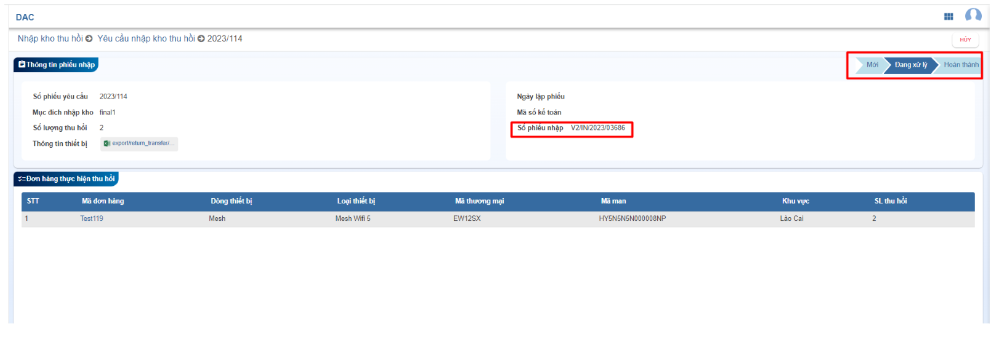 DAC
Nhập kho thu hồi Yêu cầu nhập kho thu hồi 2023/114
HỦY
Thông tin phiếu nhập
Mới Đang xử lý Hoàn thành
Số phiếu yêu cầu 2023/114
Mục đích nhập kho final1
Số lượng thu hồi 2
Thông tin thiết bị
Ngày lập phiếu
Mã số kế toán
Số phiếu nhập V2/IN/2023/03686
Đơn hàng thực hiện thu hồi
STT Mã đơn hàng Dòng thiết bị Loại thiết bị Mã thương mại Mã man Khu vực SL thu hồi
1 Test119 Mesh Mesh Wifi 5 EW12SX HY5N5N5N000008NP Lào Cai 2